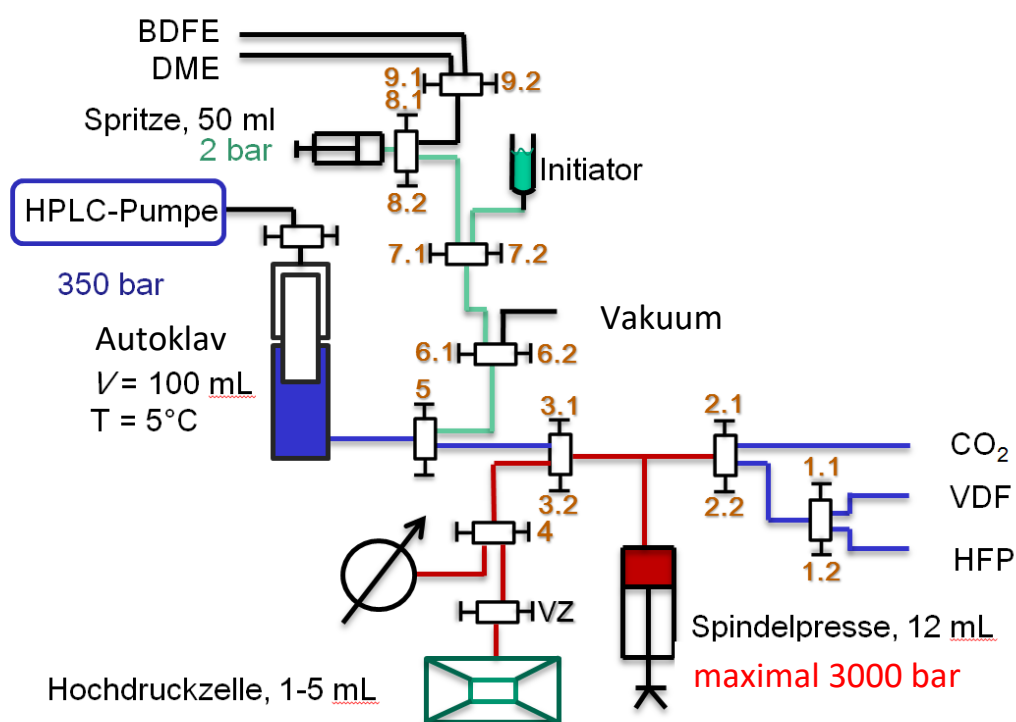 BDFE
DME
9.1
9.2
8.1
Spritze, 50 ml
2 bar
8.2
Initiator
HPLC-Pumpe
7.1
7.2
350 bar
Vakuum
Autoklav
6.1
6.2
V = 100 mL
T = 5°C
5
3.1
2.1
CO2
VDF
1.1
3.2
2.2
4
HFP
1.2
VZ
Spindelpresse, 12 mL
maximal 3000 bar
Hochdruckzelle, 1-5 mL